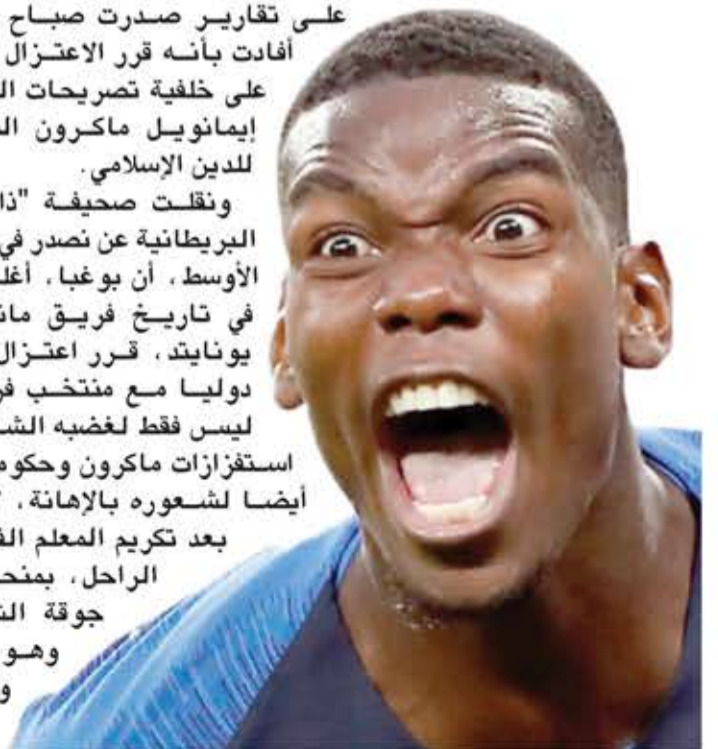 على تقارير صدرت صباح
أفادت بأنه قرر الاعتزال
على خلفية تصريحات ال
إيمانويل ماكرون ال
للدين الإسلامي.
ونقلت صحيفة "ذا
البريطانية عن نصدر في
الأوسط، أن بوغبا، أغل
في تاريخ فريق مان
يونايتد، قرر اعتزال
دوليا مع منتخب فر
ليس فقط لغضبه الش
استفزازات ماكرون وحكوم
أيضا لشعوره بالإهانة،
بعد تكريم المعلم الف
الراحل، بمنح
جوقة الش
وهو
و